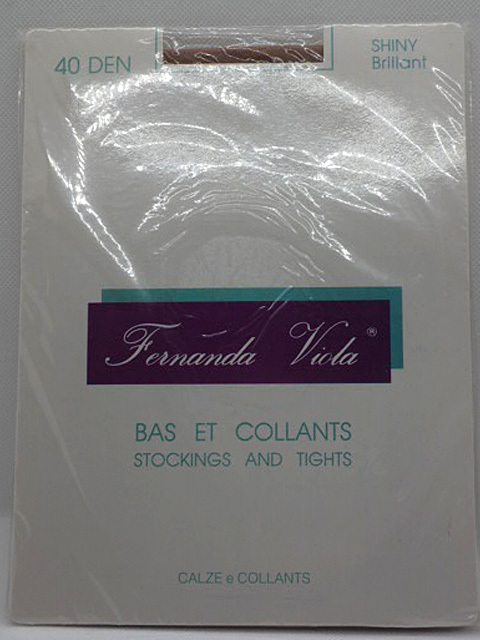 40 DEN
SHINY
Brillant
Fernanda Viola ®
BAS ET COLLANTS
STOCKINGS AND TIGHTS
CALZE e COLLANTS